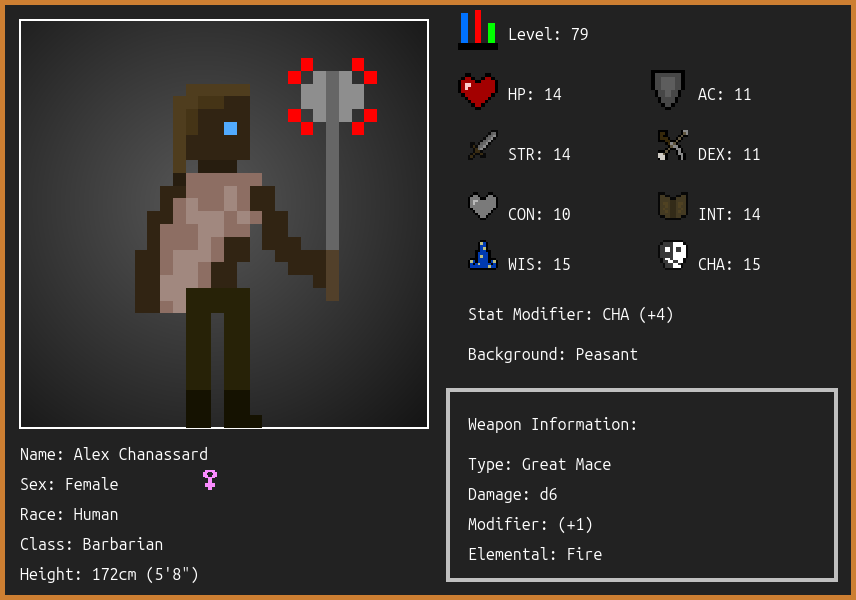 Level: 79
HP: 14
AC: 11
STR: 14
DEX: 11
CON: 10
INT: 14
WIS: 15
CHA: 15
Stat Modifier: CHA (+4)
Background: Peasant
Weapon Information:
Type: Great Mace
Damage: d6
Modifier: (+1)
Elemental: Fire
Name: Alex Chanassard
Sex: Female
Race: Human
Class: Barbarian
Height: 172cm (5'8")